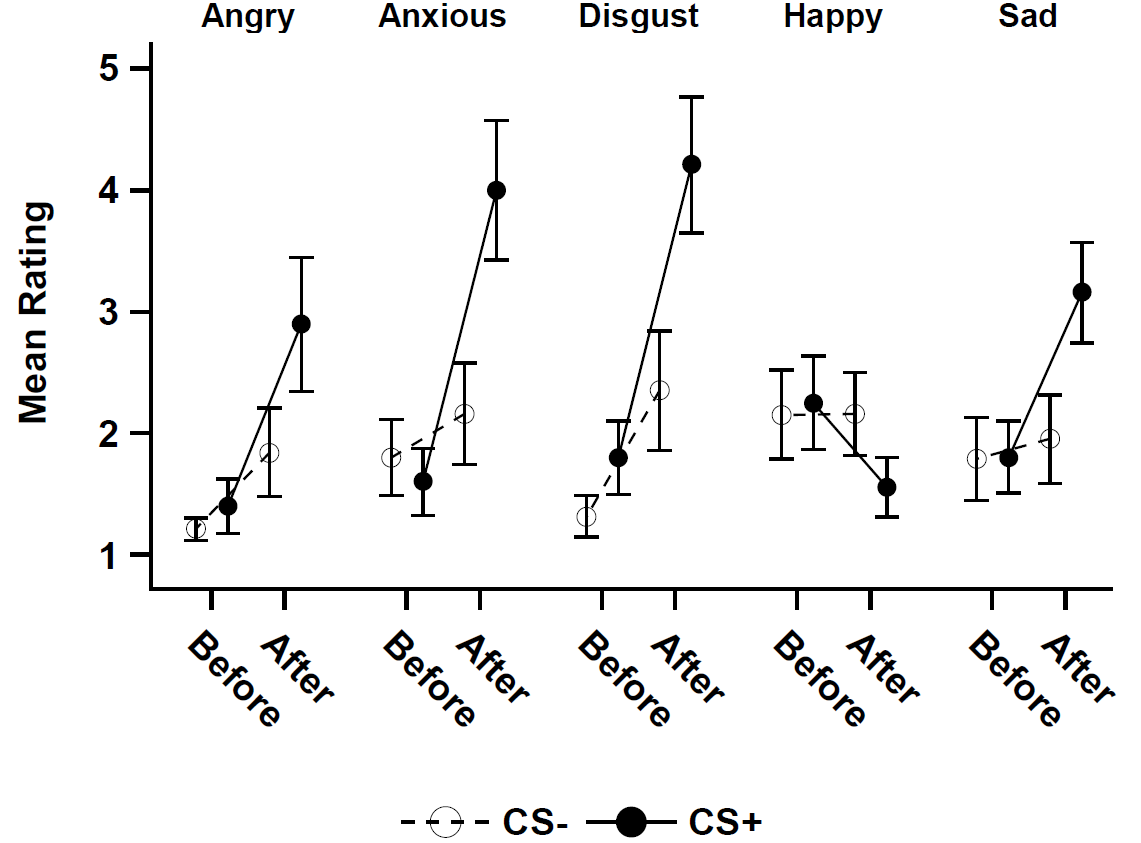 Angry Anxious Disgust Happy Sad
5
4
3
2
1
Mean Rating
Before After Before After Before After Before After Before After
CS- CS+